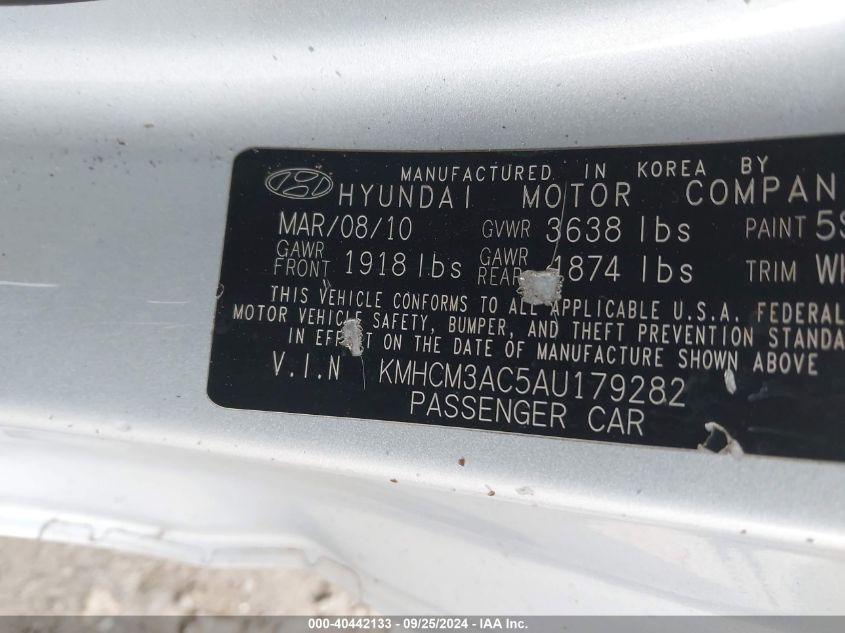 MANUFACTURED IN KOREA BY
HYUNDAI MOTOR COMPAN
MAR/08/10 GVWR 3638 lbs PAINT 5S
GAWR FRONT 1918 lbs GAWR REAR 1874 lbs TRIM WK
THIS VEHICLE CONFORMS TO ALL APPLICABLE U.S.A. FEDERAL
MOTOR VEHICLE SAFETY, BUMPER, AND THEFT PREVENTION STANDA
IN EFFECT ON THE DATE OF MANUFACTURE SHOWN ABOVE
V.I.N KMHCM3AC5AU179282
PASSENGER CAR
000-40442133 - 09/25/2024 - IAA Inc.